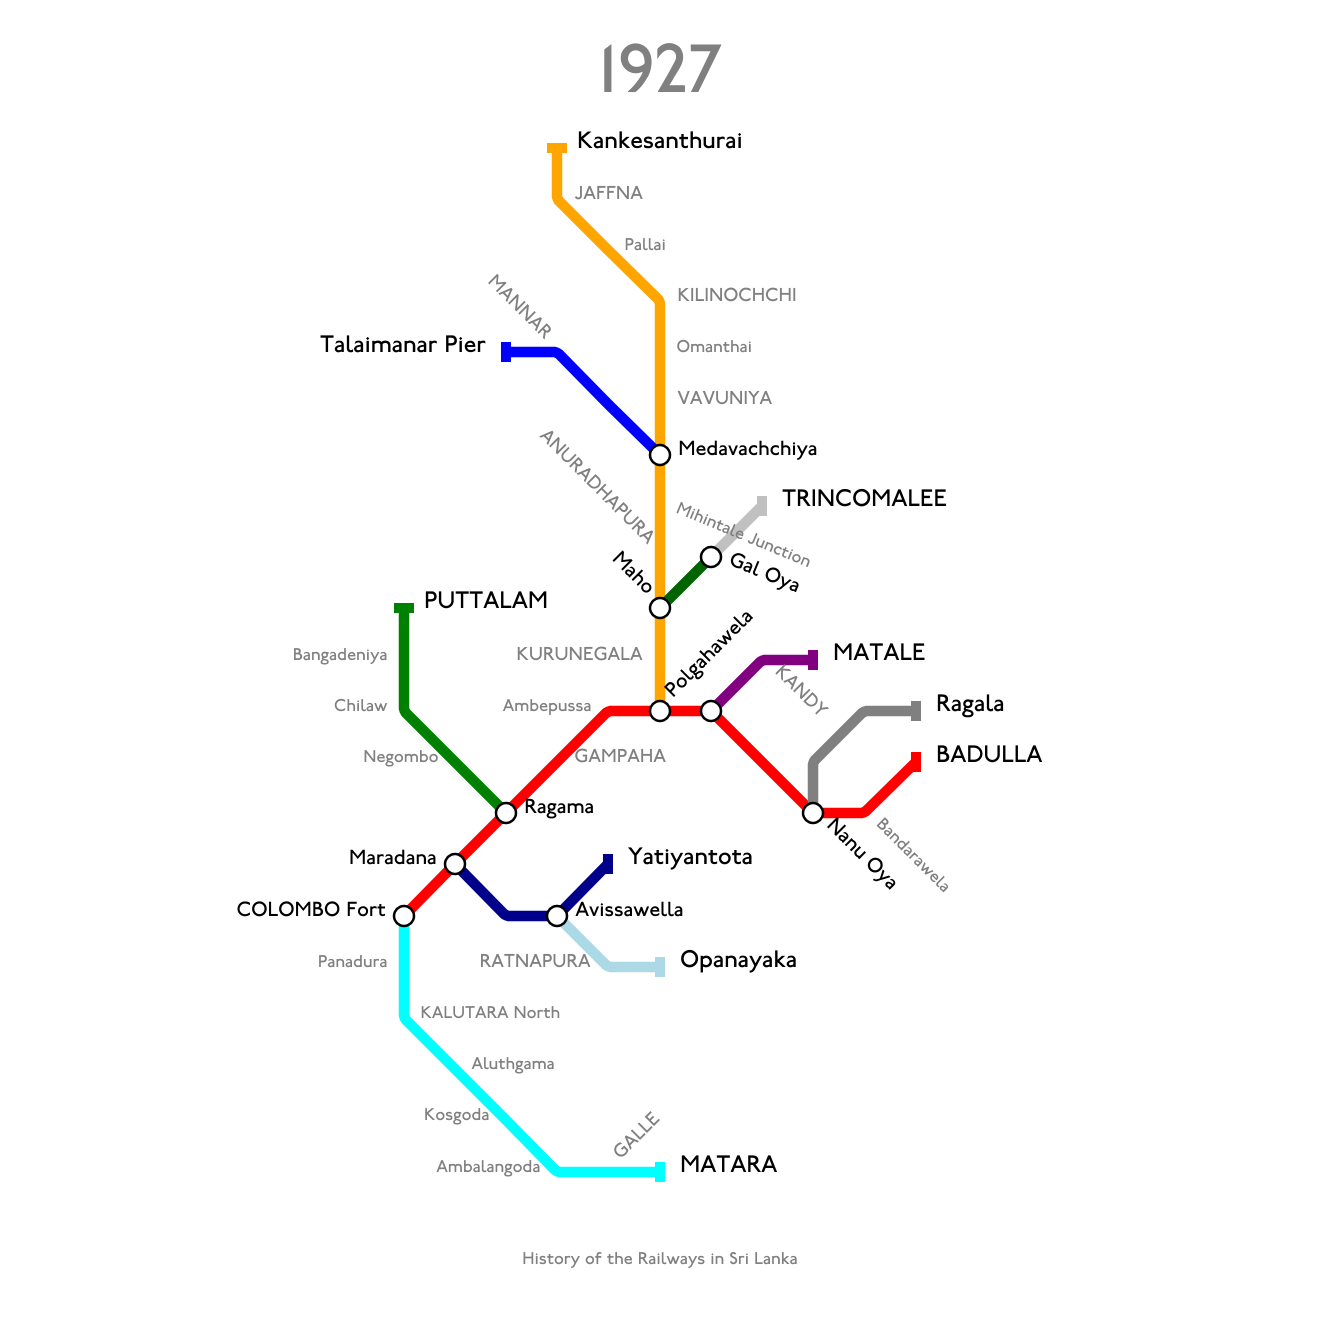 1927
Kankesanthurai
JAFFNA
Pallai
MANNAR
KILINOCHCHI
Talaimanar Pier
Omanthai
VAVUNIYA
ANURADHAPURA
Medavachchiya
TRINCOMALEE
Mihintale Junction
Maho
Gal Oya
PUTTALAM
Polgahawela
Bangadeniya
KURUNEGALA
MATALE
KANDY
Chilaw
Ambepussa
Ragala
Negombo
GAMPAHA
BADULLA
Ragama
Nanu Oya
Bandarawela
Maradana
Yatiyantota
COLOMBO Fort
Avissawella
Panadura
RATNAPURA
Opanayaka
KALUTARA North
Aluthgama
Kosgoda
GALLE
Ambalangoda
MATARA
History of the Railways in Sri Lanka